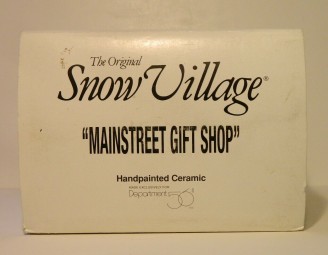 The Original
Snow Village®
"MAINSTREET GIFT SHOP"
Handpainted Ceramic
Department 56